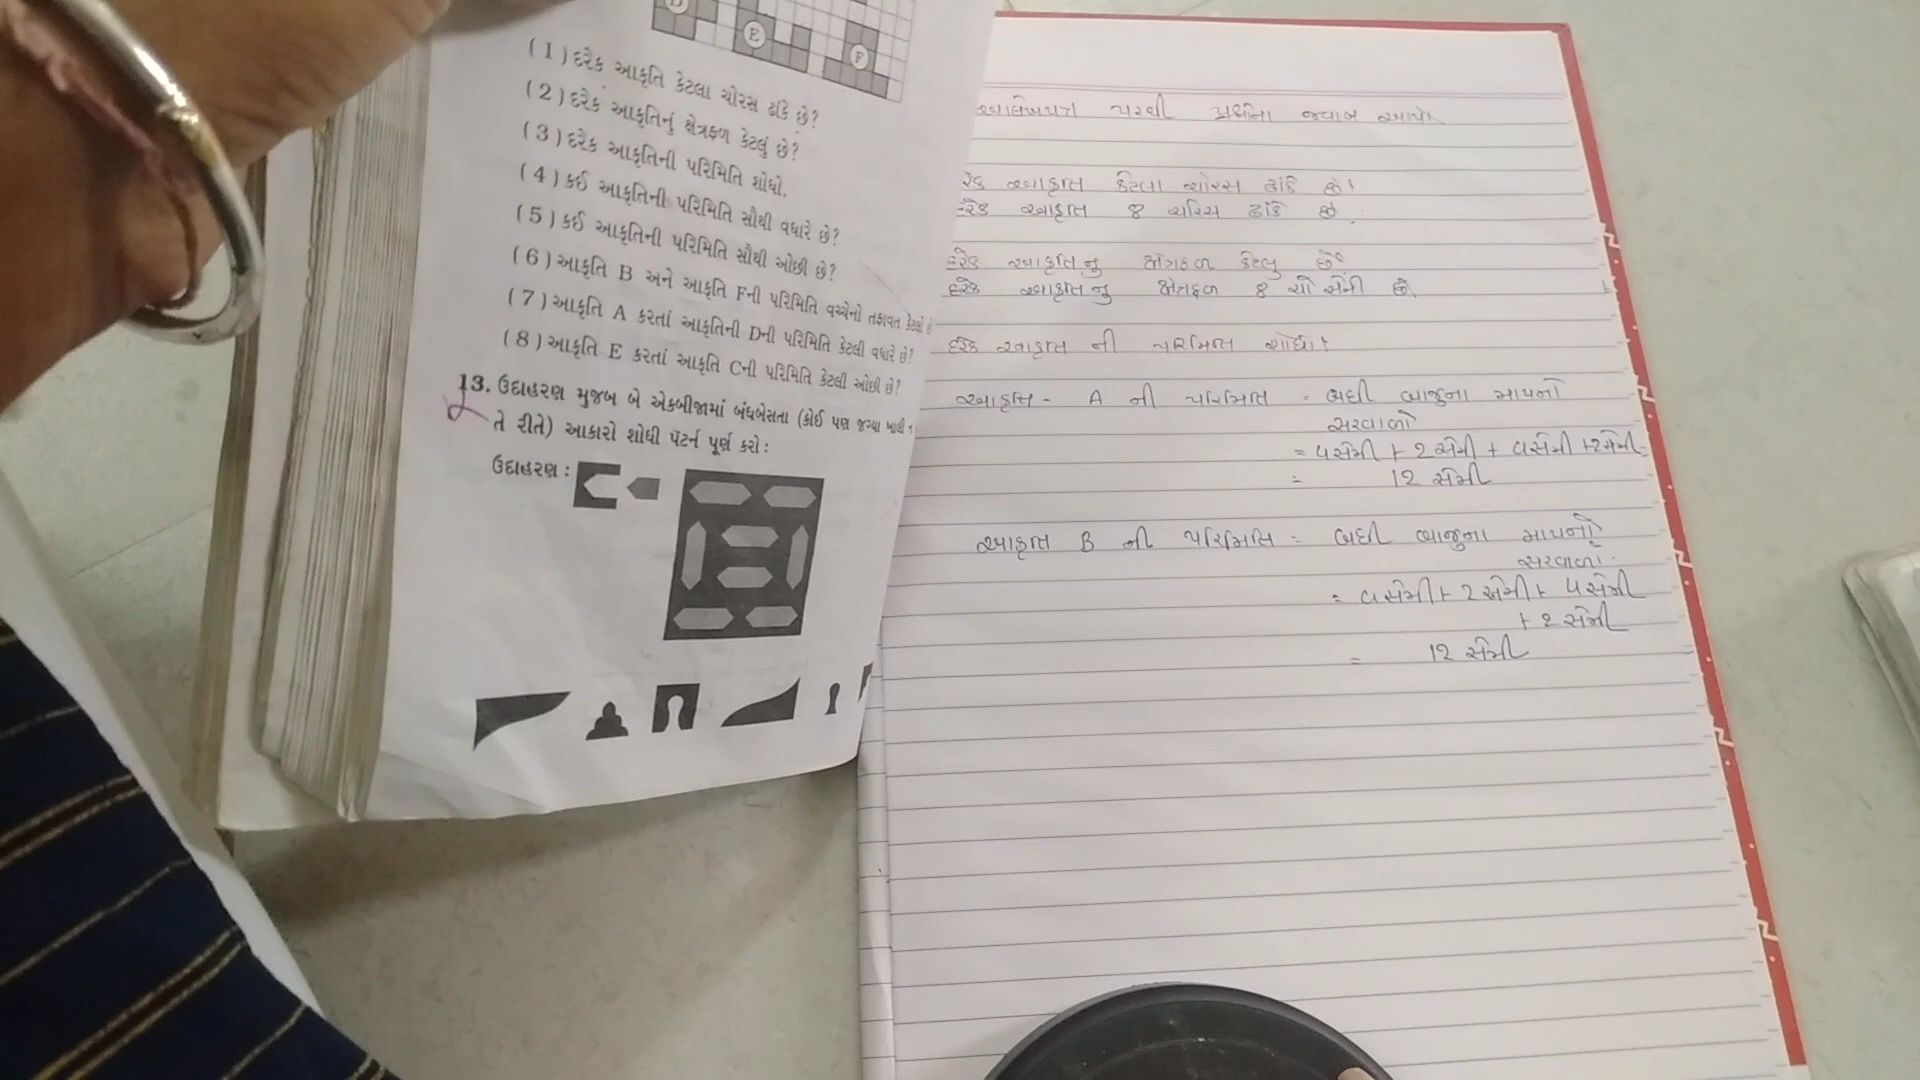 D
E
F
(1) દરેક આકૃતિ કેટલા ચોરસ ઢાંકે છે?
(2) દરેક આકૃતિનું ક્ષેત્રફળ કેટલું છે?
(3) દરેક આકૃતિની પરિમિતિ શોધો.
(4) કઈ આકૃતિની પરિમિતિ સૌથી વધારે છે?
(5) કઈ આકૃતિની પરિમિતિ સૌથી ઓછી છે?
(6) આકૃતિ B અને આકૃતિ Fની પરિમિતિ વચ્ચેનો તફાવત કેટલો છે
(7) આકૃતિ A કરતાં આકૃતિની Dની પરિમિતિ કેટલી વધારે છે?
(8) આકૃતિ E કરતાં આકૃતિ Cની પરિમિતિ કેટલી ઓછી છે?
13. ઉદાહરણ મુજબ બે એકબીજામાં બંધબેસતા (કોઈ પણ જગ્યા ખાલી ન
તે રીતે) આકારો શોધી પૅટર્ન પૂર્ણ કરો :
ઉદાહરણ :
પરથી પ્રશ્નોના જવાબ આપો
આકૃતિ કેટલા ચોરસ ઢાંકે છે?
દરેક આકૃતિ 8 ચોરસ ઢાંકે છે.
દરેક આકૃતિનુ ક્ષેત્રફળ કેટલુ છે?
દરેક આકૃતિનુ ક્ષેત્રફળ 8 ચો સેમી છે.
દરેક આકૃતિ ની પરિમિતિ શોધો?
આકૃતિ - A ની પરિમિતિ = બધી બાજુના માપનો
સરવાળો
= 4સેમી + 2 સેમી + 4સેમી +2સેમી
= 12 સેમી
આકૃતિ B ની પરિમિતિ = બધી બાજુના માપનો
સરવાળો
= 4સેમી + 2 સેમી + 4સેમી
+ 2 સેમી
= 12 સેમી